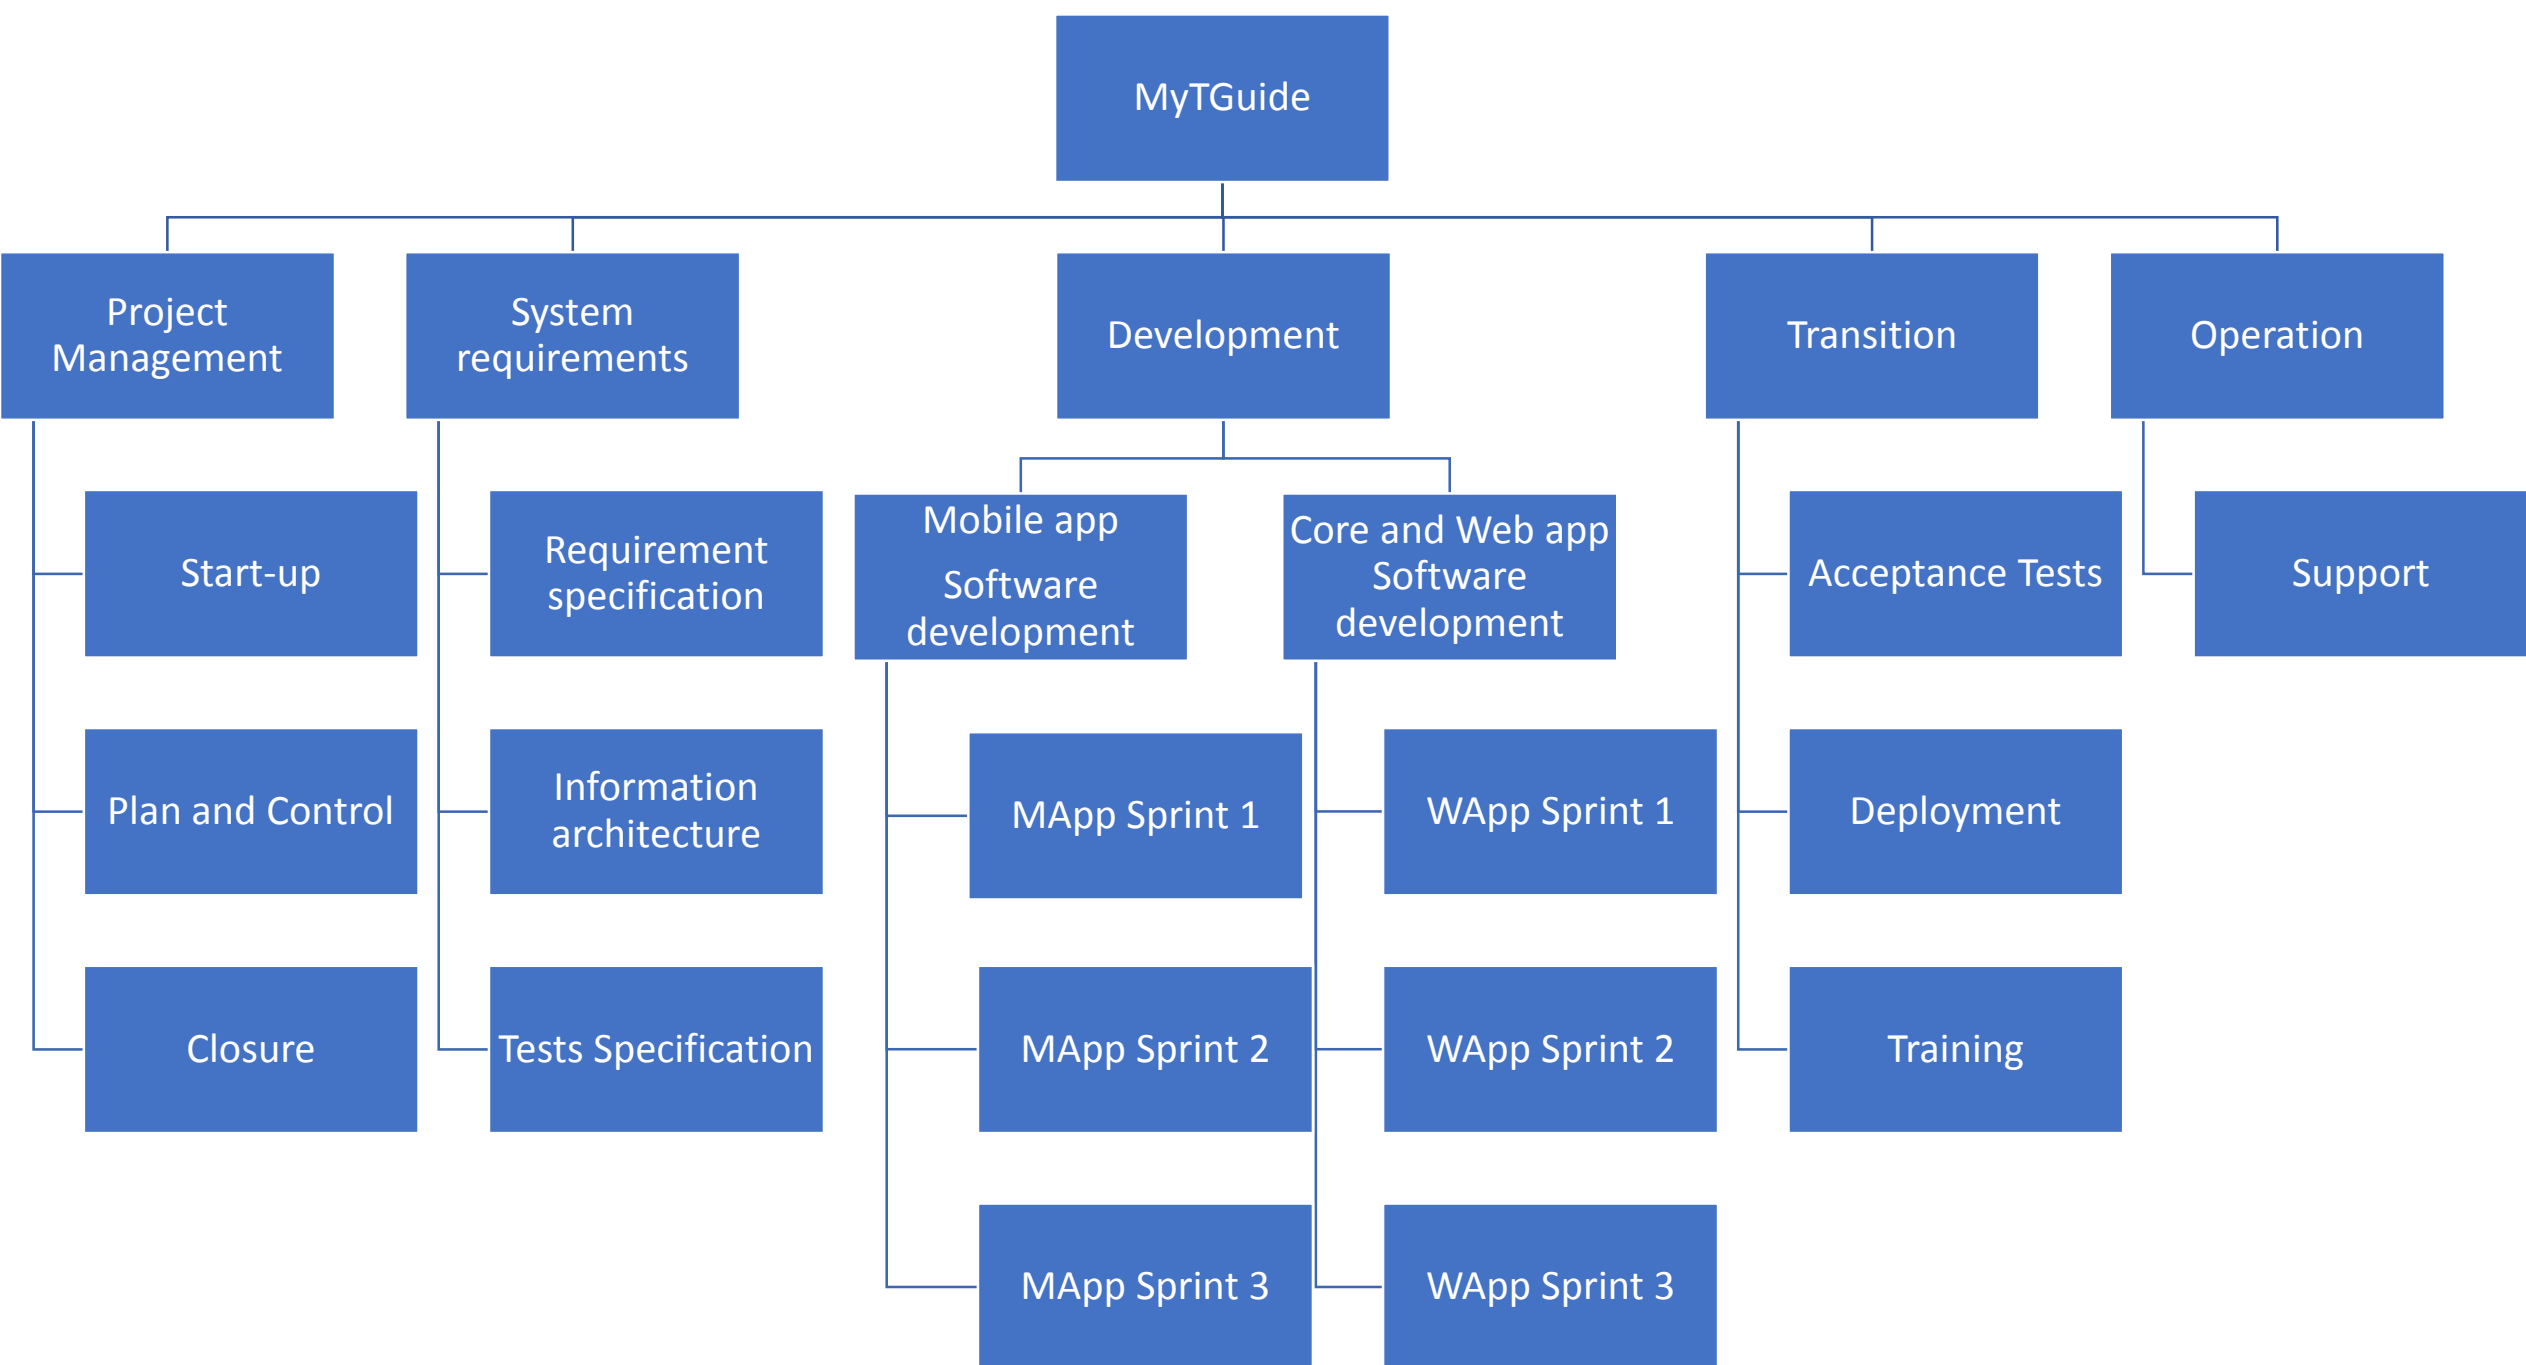 MyTGuide
Project
Management
System
requirements
Development
Transition
Operation
Start-up
Requirement
specification
Mobile app
Software
development
Core and Web app
Software
development
Acceptance Tests
Support
Plan and Control
Information
architecture
MApp Sprint 1
WApp Sprint 1
Deployment
Closure
Tests Specification
MApp Sprint 2
WApp Sprint 2
Training
MApp Sprint 3
WApp Sprint 3